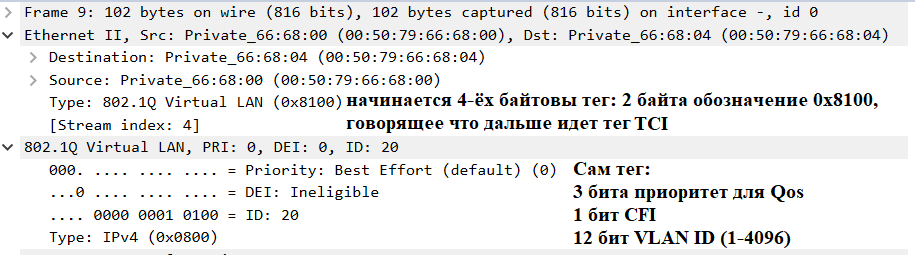 Frame 9: 102 bytes on wire (816 bits), 102 bytes captured (816 bits) on interface -, id 0
Ethernet II, Src: Private_66:68:00 (00:50:79:66:68:00), Dst: Private_66:68:04 (00:50:79:66:68:04)
Destination: Private_66:68:04 (00:50:79:66:68:04)
Source: Private_66:68:00 (00:50:79:66:68:00)
Type: 802.1Q Virtual LAN (0x8100) начинается 4-ёх байтовы тег: 2 байта обозначение 0x8100,
[Stream index: 4] говорящее что дальше идет тег TCI
802.1Q Virtual LAN, PRI: 0, DEI: 0, ID: 20
000. .... .... .... = Priority: Best Effort (default) (0) Сам тег:
...0 .... .... .... = DEI: Ineligible 3 бита приоритет для Qos
.... 0000 0001 0100 = ID: 20 1 бит CFI
Type: IPv4 (0x0800) 12 бит VLAN ID (1-4096)